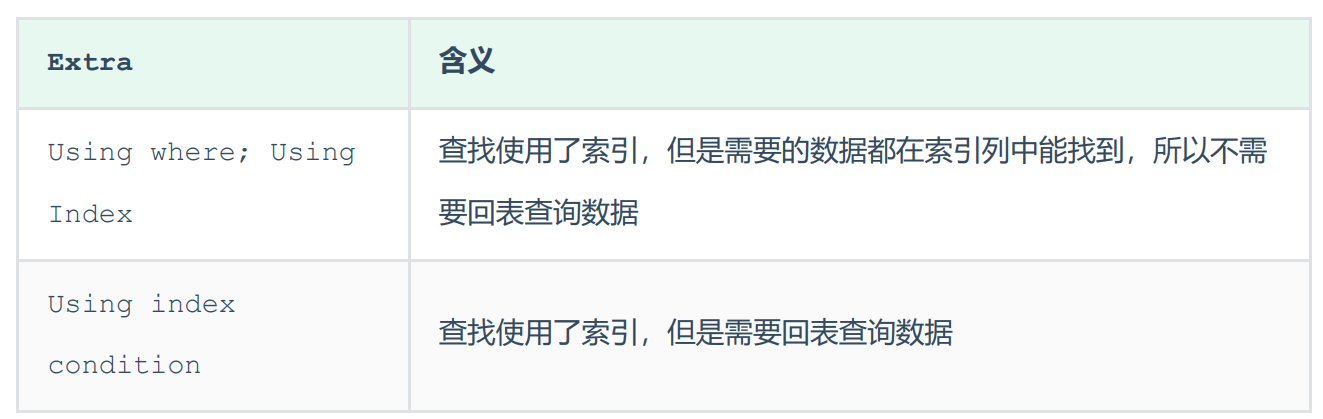 Extra 含义
Using where; Using
Index
查找使用了索引，但是需要的数据都在索引列中能找到，所以不需
要回表查询数据
Using index
condition
查找使用了索引，但是需要回表查询数据